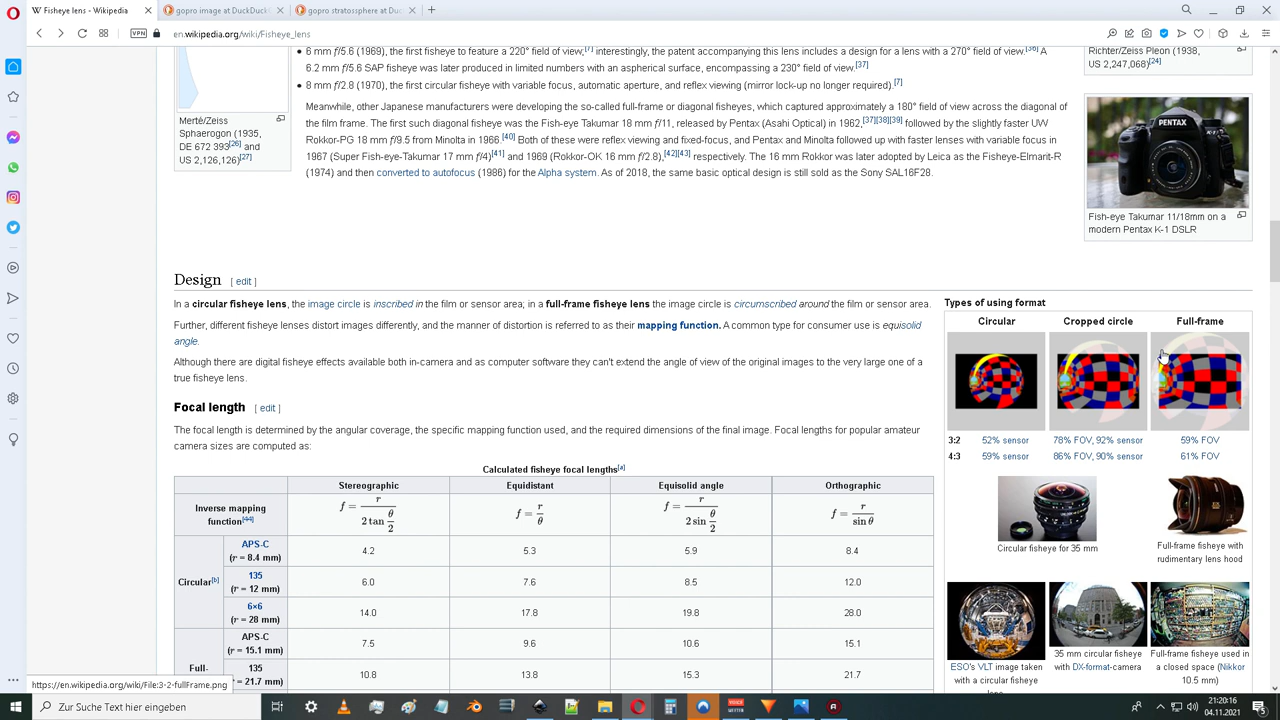 Fisheye lens - Wikipedia
gopro image at DuckDuck
gopro stratossphere at Du
VPN
en.wikipedia.org/wiki/Fisheye_lens
6 mm f/5.6 (1969), the first fisheye to feature a 220° field of view,[7] interestingly, the patent accompanying this lens includes a design for a lens with a 270° field of view.[36] A
6.2 mm f/5.6 SAP fisheye was later produced in limited numbers with an aspherical surface, encompassing a 230° field of view.[37]
8 mm f/2.8 (1970), the first circular fisheye with variable focus, automatic aperture, and reflex viewing (mirror lock-up no longer required).[7]
Meanwhile, other Japanese manufacturers were developing the so-called full-frame or diagonal fisheyes, which captured approximately a 180° field of view across the diagonal
of the film frame. The first such diagonal fisheye was the Fish-eye Takumar 18 mm f/11, released by Pentax (Asahi Optical) in 1962,[37][38][39] followed by the slightly faster UW
Rokkor-PG 18 mm f/9.5 from Minolta in 1966.[40] Both of these were reflex viewing and fixed-focus, and Pentax and Minolta followed up with faster lenses with variable focus in
1967 (Super Fish-eye-Takumar 17 mm f/4)[41] and 1969 (Rokkor-OK 16 mm f/2.8),[42][43] respectively. The 16 mm Rokkor was later adopted by Leica as the Fisheye-Elmarit-R
(1974) and then converted to autofocus (1986) for the Alpha system. As of 2018, the same basic optical design is still sold as the Sony SAL16F28.
Merté/Zeiss
Sphaerogon (1935,
DE 672 393[26] and
US 2,126,126)[27]
Richter/Zeiss Pleon (1938,
US 2,247,068)[24]
PENTAX
Fish-eye Takumar 11/18mm on a
modern Pentax K-1 DSLR
Design [ edit ]
In a circular fisheye lens, the image circle is inscribed in the film or sensor area; in a full-frame fisheye lens the image circle is circumscribed around the film or sensor area.
Further, different fisheye lenses distort images differently, and the manner of distortion is referred to as their mapping function. A common type for consumer use is equisolid
angle.
Although there are digital fisheye effects available both in-camera and as computer software they can't extend the angle of view of the original images to the very large one of a
true fisheye lens.
Focal length [ edit ]
The focal length is determined by the angular coverage, the specific mapping function used, and the required dimensions of the final image. Focal lengths for popular amateur
camera sizes are computed as:
Calculated fisheye focal lengths[a]
Stereographic Equidistant Equisolid angle Orthographic
Inverse mapping
function[44]
f = r / (2 tan θ/2) f = r/θ f = r / (2 sin θ/2) f = r / sin θ
Circular[b]
APS-C
(r = 8.4 mm) 4.2 5.3 5.9 8.4
135
(r = 12 mm) 6.0 7.6 8.5 12.0
6×6
(r = 28 mm) 14.0 17.8 19.8 28.0
Full-
APS-C
(r = 15.1 mm) 7.5 9.6 10.6 15.1
135
(r = 21.7 mm) 10.8 13.8 15.3 21.7
Types of using format
Circular Cropped circle Full-frame
3:2 52% sensor 78% FOV, 92% sensor 59% FOV
4:3 59% sensor 86% FOV, 90% sensor 61% FOV
Circular fisheye for 35 mm
Full-frame fisheye with
rudimentary lens hood
ESO's VLT image taken
with a circular fisheye
35 mm circular fisheye
with DX-format-camera
Full-frame fisheye used in
a closed space (Nikkor
10.5 mm)
https://en.wikipedia.org/wiki/File:3-2-fullFrame.png
Zur Suche Text hier eingeben
21:20:16
04.11.2021
5